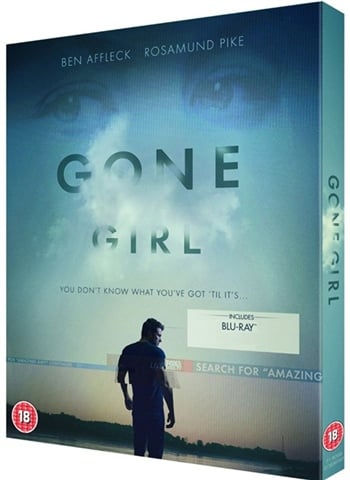 BEN AFFLECK ROSAMUND PIKE
GONE
GIRL
YOU DON'T KNOW WHAT YOU'VE GOT 'TIL IT'S...
INCLUDES
BLU-RAY™
SEARCH FOR "AMAZING
18
GONE GIRL
18